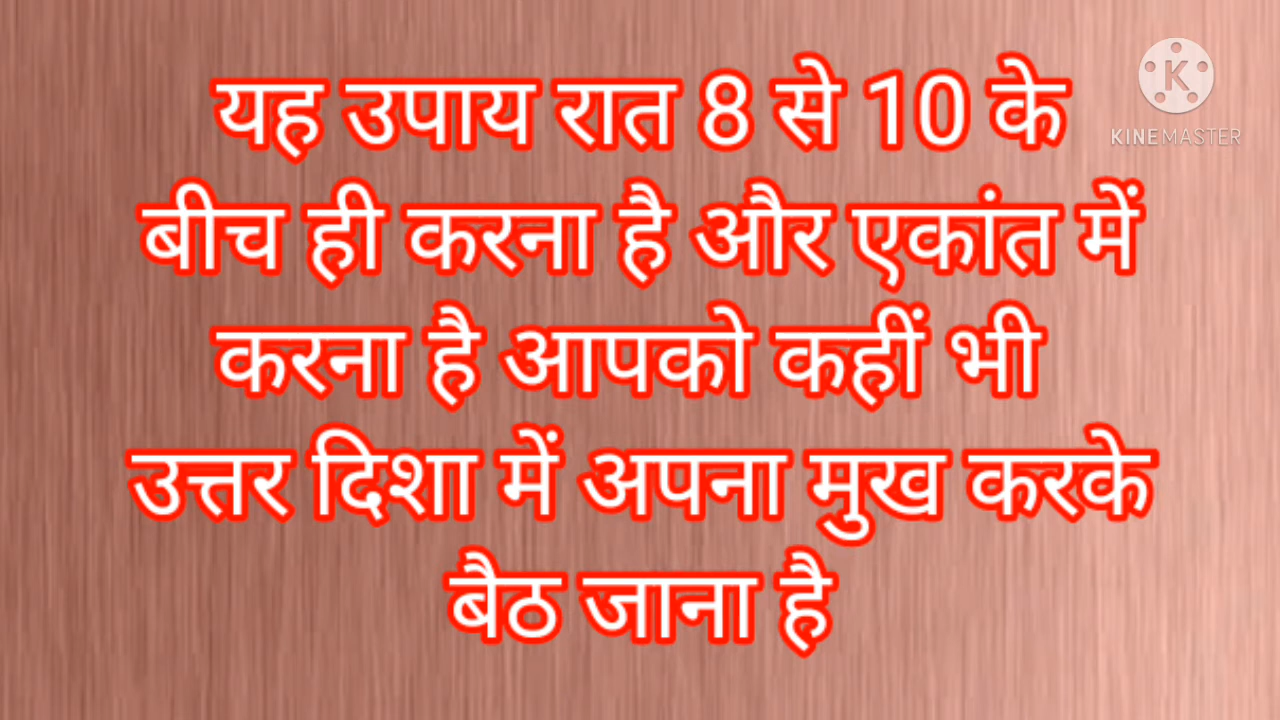 यह उपाय रात 8 से 10 के
बीच ही करना है और एकांत में
करना है आपको कहीं भी
उत्तर दिशा में अपना मुख करके
बैठ जाना है
K
KINEMASTER